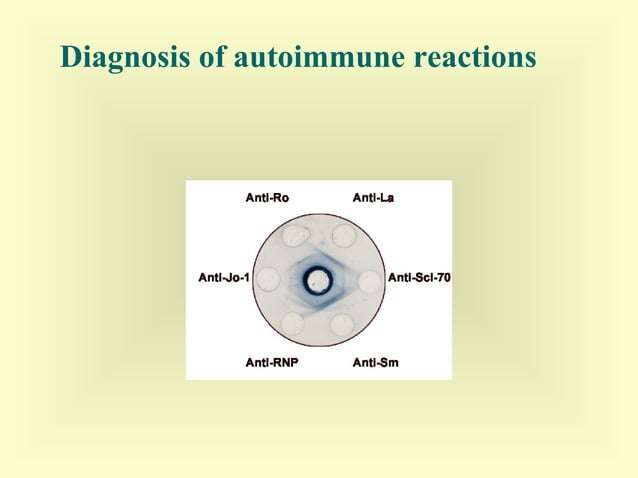 Diagnosis of autoimmune reactions
Anti-Ro Anti-La
Anti-Jo-1 Anti-Scl-70
Anti-RNP Anti-Sm